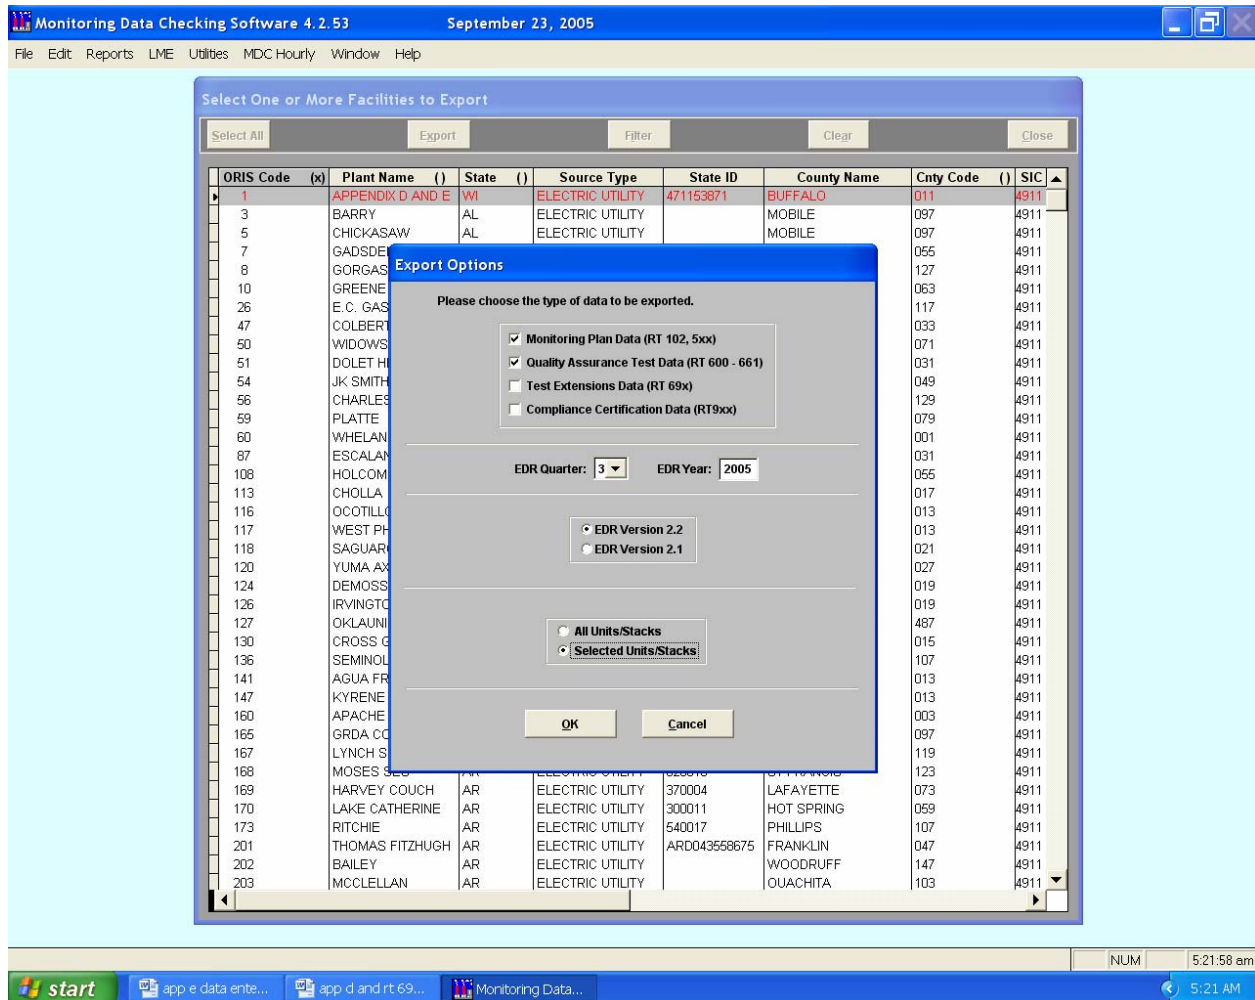 Monitoring Data Checking Software 4.2.53 September 23, 2005
File Edit Reports LME Utilities MDC Hourly Window Help
Select One or More Facilities to Export
Select All Export Filter Clear Close
ORIS Code (x) Plant Name () State () Source Type State ID County Name Cnty Code () SIC
1 APPENDIX D AND E WI ELECTRIC UTILITY 471153871 BUFFALO 011 4911
3 BARRY AL ELECTRIC UTILITY MOBILE 097 4911
5 CHICKASAW AL ELECTRIC UTILITY MOBILE 097 4911
7 GADSDE 055 4911
8 GORGAS 127 4911
10 GREENE 063 4911
26 E.C. GAS 117 4911
47 COLBERT 033 4911
50 WIDOWS 071 4911
51 DOLET HI 031 4911
54 JK SMITH 049 4911
56 CHARLES 129 4911
59 PLATTE 079 4911
60 WHELAN 001 4911
87 ESCALAN 031 4911
108 HOLCOM 055 4911
113 CHOLLA 017 4911
116 OCOTILLO 013 4911
117 WEST PH 013 4911
118 SAGUARO 021 4911
120 YUMA AX 027 4911
124 DEMOSS 019 4911
126 IRVINGTO 019 4911
127 OKLAUNI 487 4911
130 CROSS G 015 4911
136 SEMINOL 107 4911
141 AGUA FR 013 4911
147 KYRENE 013 4911
160 APACHE 003 4911
165 GRDA CO 097 4911
167 LYNCH S 119 4911
168 MOSES 123 4911
169 HARVEY COUCH AR ELECTRIC UTILITY 370004 LAFAYETTE 073 4911
170 LAKE CATHERINE AR ELECTRIC UTILITY 300011 HOT SPRING 059 4911
173 RITCHIE AR ELECTRIC UTILITY 540017 PHILLIPS 107 4911
201 THOMAS FITZHUGH AR ELECTRIC UTILITY ARD043558675 FRANKLIN 047 4911
202 BAILEY AR ELECTRIC UTILITY WOODRUFF 147 4911
203 MCCLELLAN AR ELECTRIC UTILITY OUACHITA 103 4911
Export Options
Please choose the type of data to be exported.
Monitoring Plan Data (RT 102, 5xx)
Quality Assurance Test Data (RT 600 - 661)
Test Extensions Data (RT 69x)
Compliance Certification Data (RT9xx)
EDR Quarter: 3 EDR Year: 2005
EDR Version 2.2
EDR Version 2.1
All Units/Stacks
Selected Units/Stacks
OK Cancel
NUM 5:21:58 am
start app e data ente... app d and rt 69... Monitoring Data... 5:21 AM